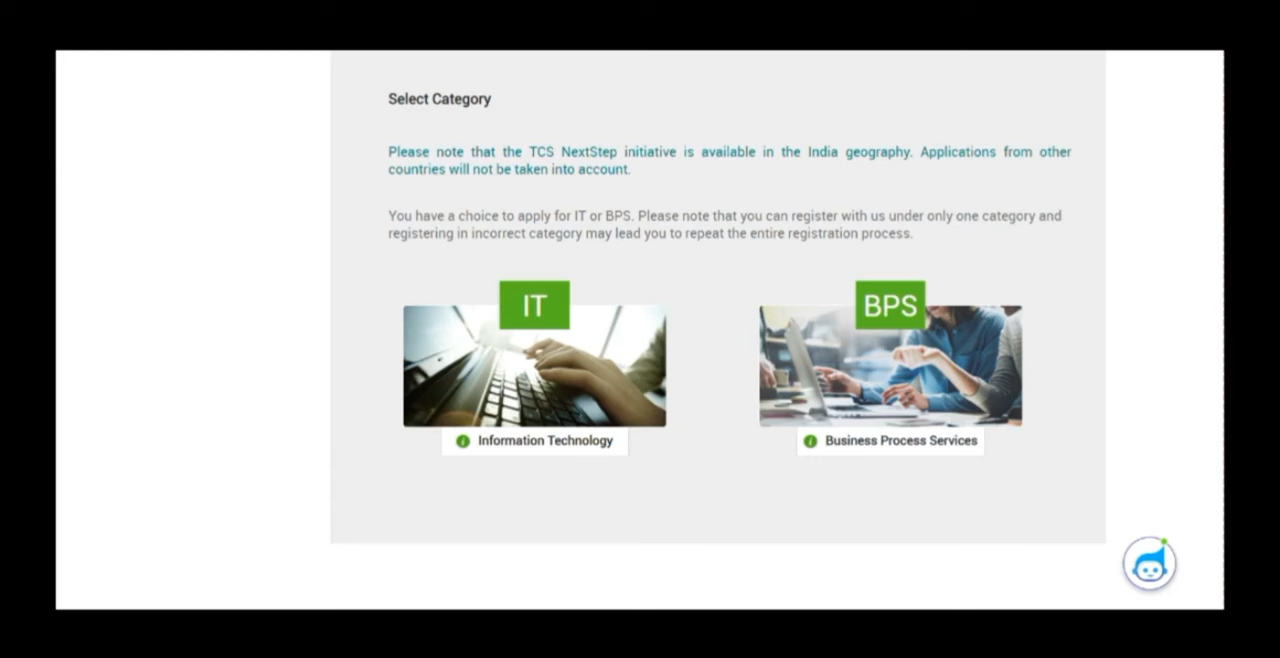 Select Category
Please note that the TCS NextStep initiative is available in the India geography. Applications from other
countries will not be taken into account.
You have a choice to apply for IT or BPS. Please note that you can register with us under only one category and
registering in incorrect category may lead you to repeat the entire registration process.
IT
BPS
i Information Technology
i Business Process Services